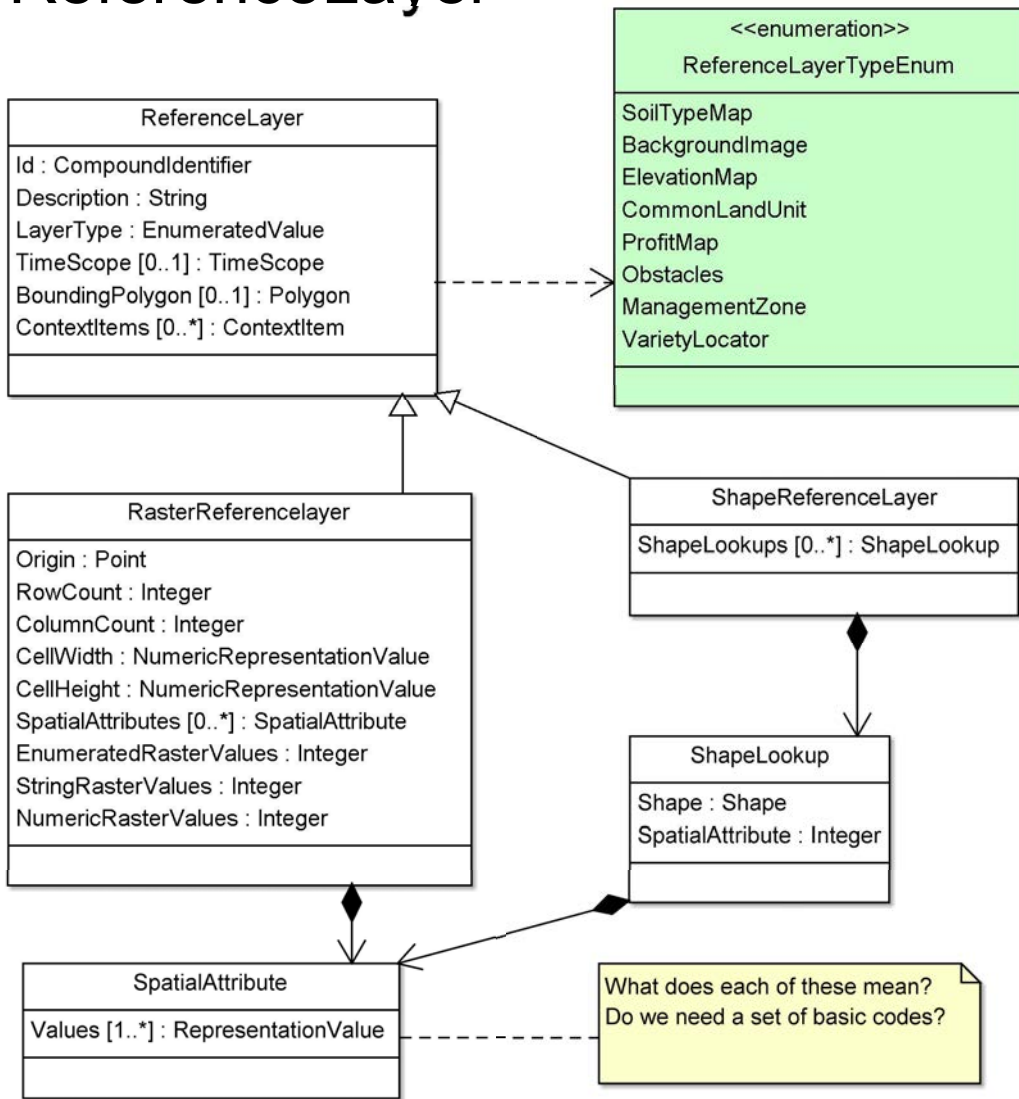 ReferenceLayer
<<enumeration>>
ReferenceLayerTypeEnum
SoilTypeMap
BackgroundImage
ElevationMap
CommonLandUnit
ProfitMap
Obstacles
ManagementZone
VarietyLocator
ReferenceLayer
Id : CompoundIdentifier
Description : String
LayerType : EnumeratedValue
TimeScope [0..1] : TimeScope
BoundingPolygon [0..1] : Polygon
ContextItems [0..*] : ContextItem
RasterReferencelayer
Origin : Point
RowCount : Integer
ColumnCount : Integer
CellWidth : NumericRepresentationValue
CellHeight : NumericRepresentationValue
SpatialAttributes [0..*] : SpatialAttribute
EnumeratedRasterValues : Integer
StringRasterValues : Integer
NumericRasterValues : Integer
ShapeReferenceLayer
ShapeLookups [0..*] : ShapeLookup
ShapeLookup
Shape : Shape
SpatialAttribute : Integer
SpatialAttribute
Values [1..*] : RepresentationValue
What does each of these mean?
Do we need a set of basic codes?